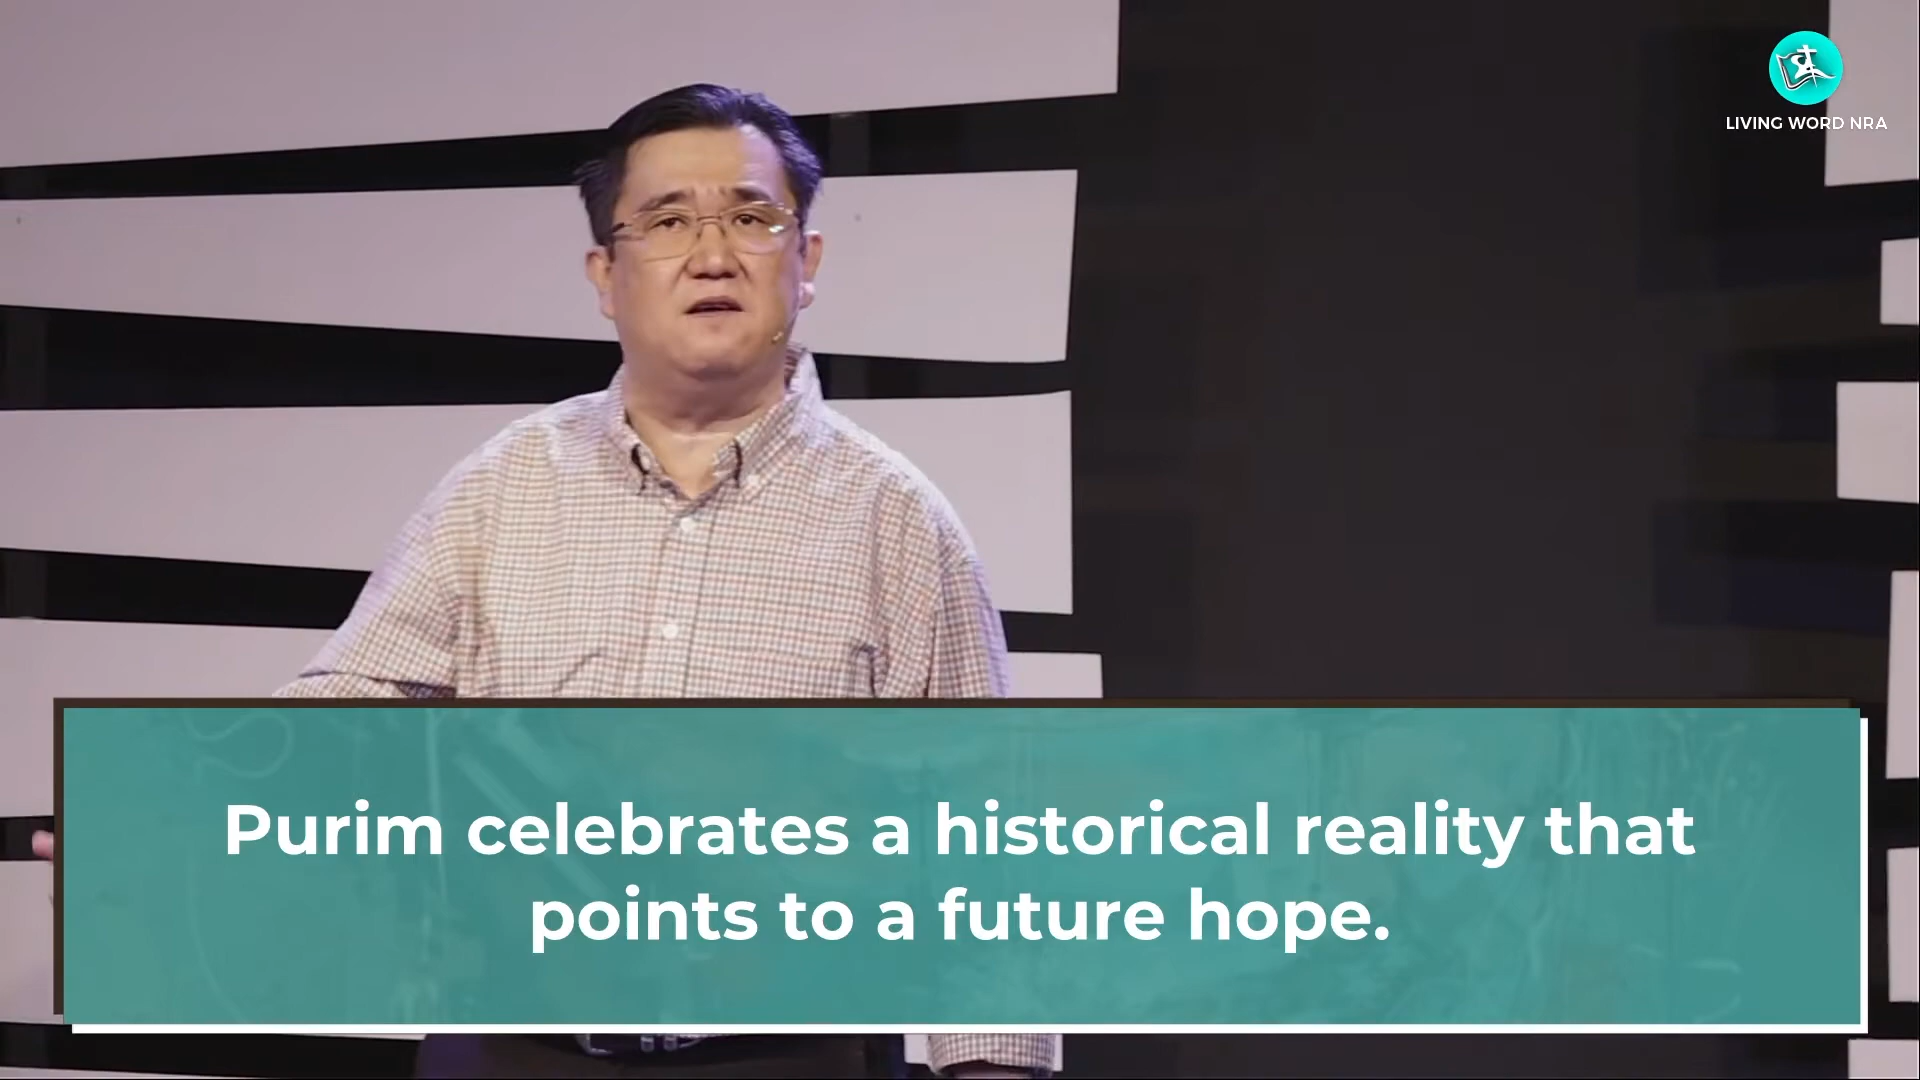 LIVING WORD NRA
Purim celebrates a historical reality that
points to a future hope.